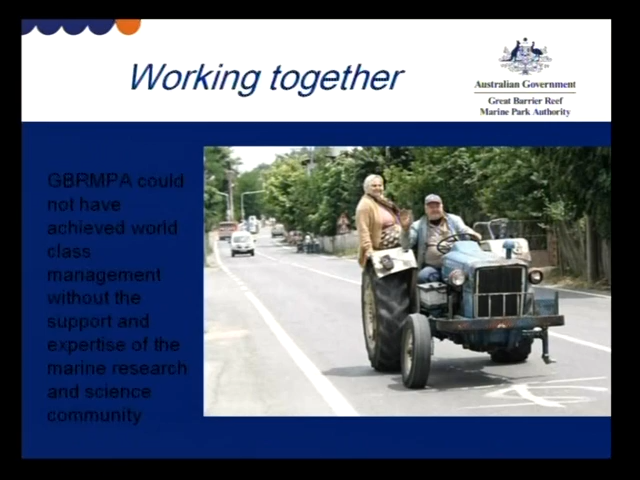 Working together
Australian Government
Great Barrier Reef
Marine Park Authority
GBRMPA could
not have
achieved world
class
management
without the
support and
expertise of the
marine research
and science
community